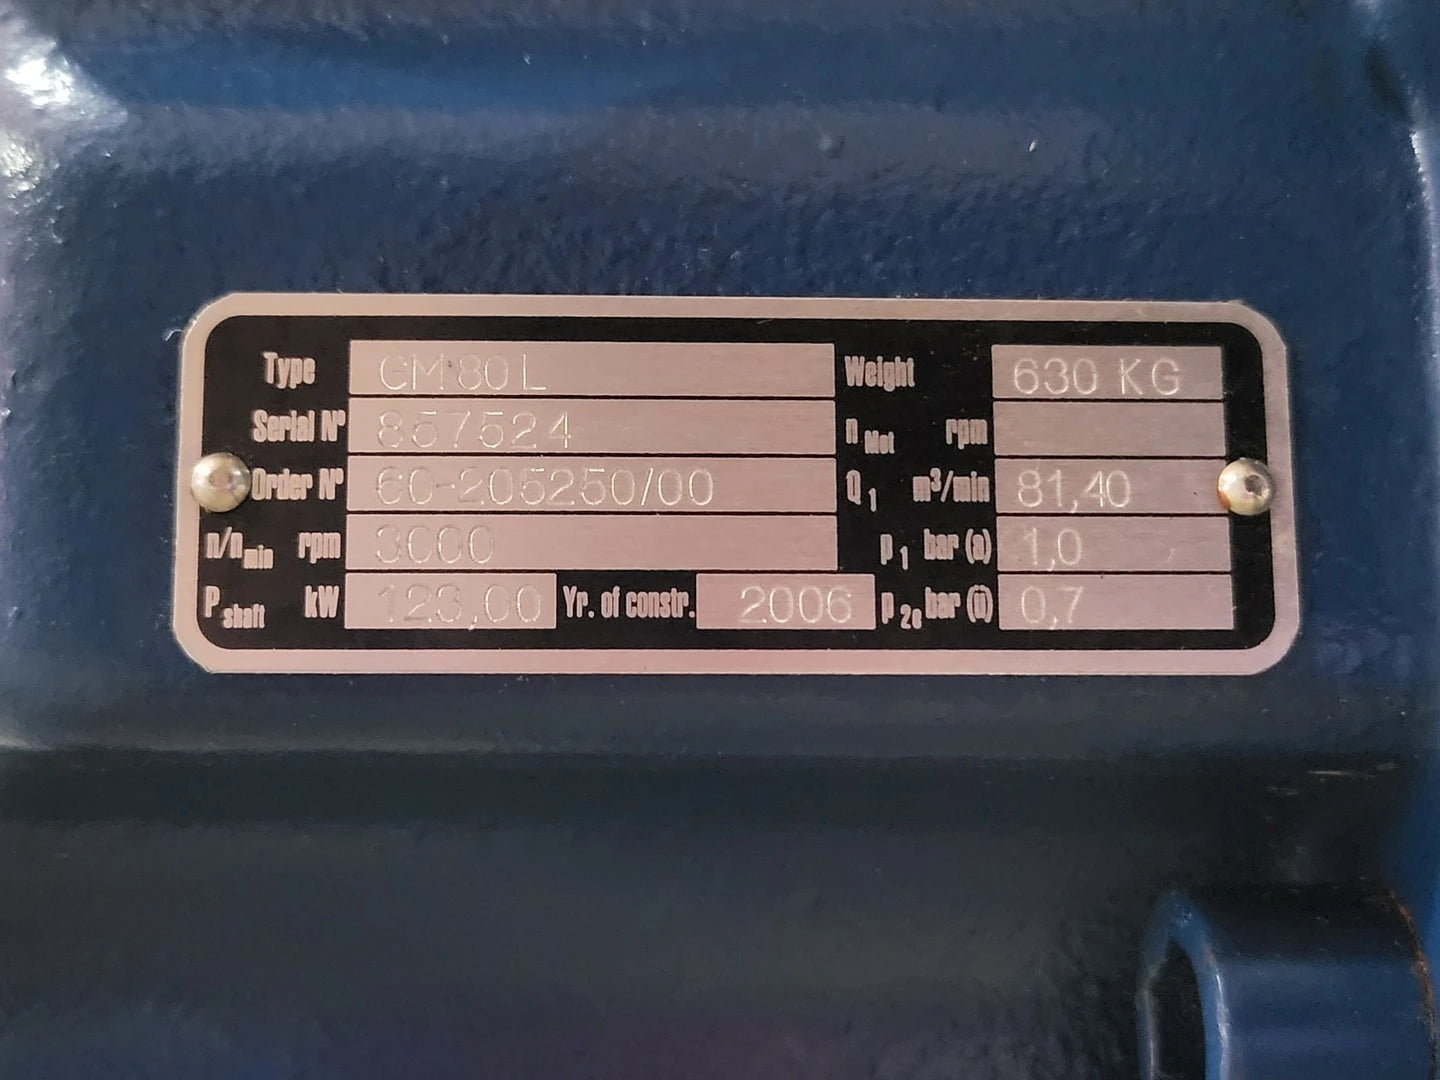 Type GM 80 L Weight 630 KG
Serial Nº 857524 n Mot rpm
Order Nº 60-205250/00 Q 1 m³/min 81,40
n/n min rpm 3000 p 1 bar (a) 1,0
P shaft kW 123,00 Yr. of constr. 2006 p 2e bar (ü) 0,7